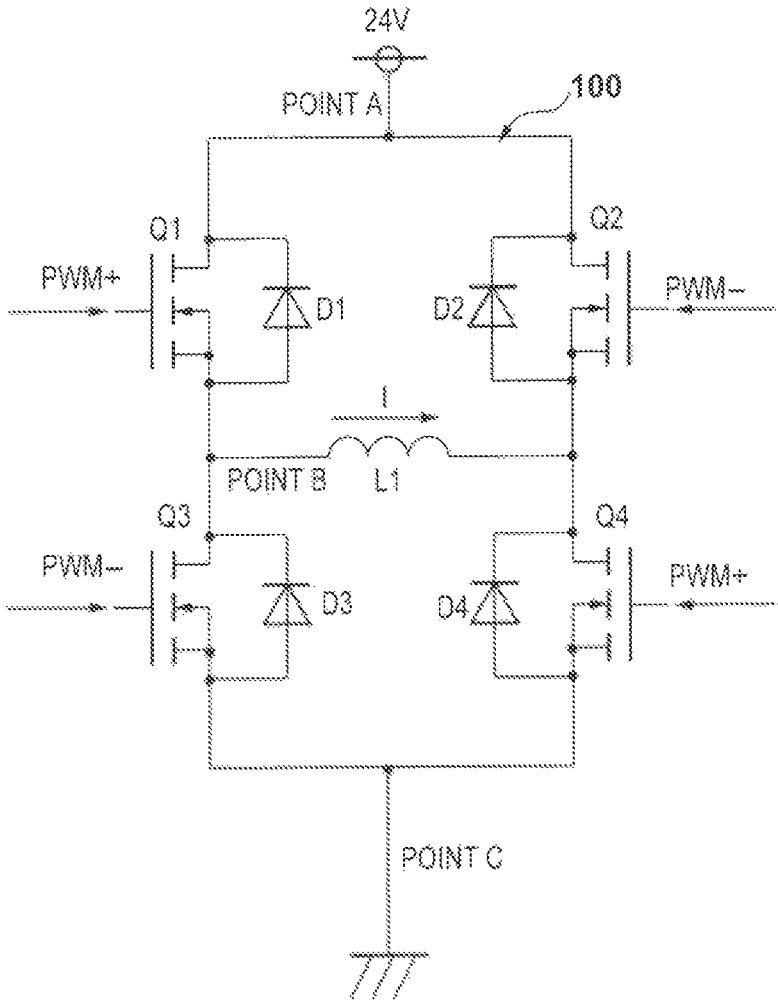 24V
POINT A
100
Q1
Q2
PWM+
D1
D2
PWM−
I
POINT B
L1
Q3
Q4
PWM−
D3
D4
PWM+
POINT C